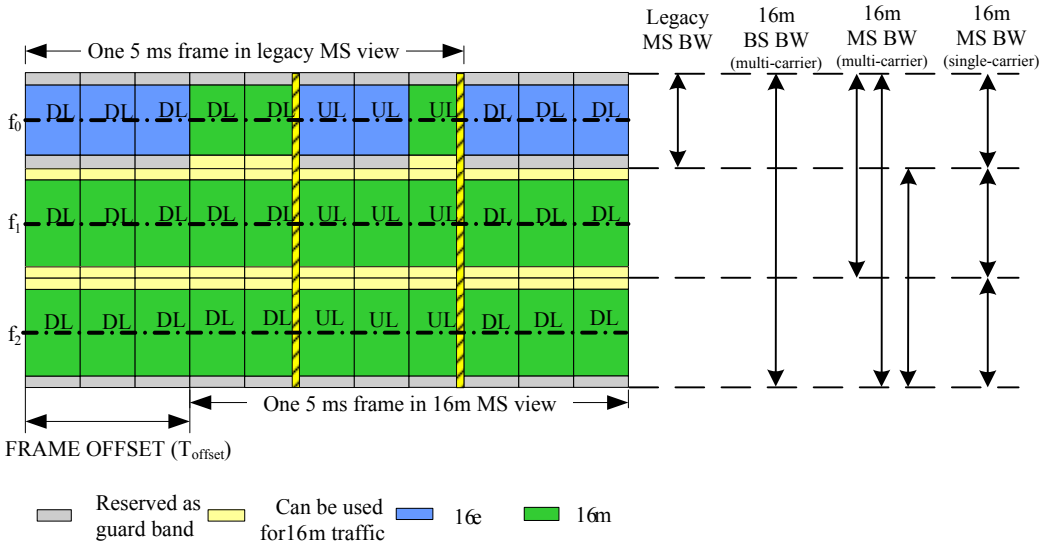 One 5 ms frame in legacy MS view
Legacy
MS BW
16m
BS BW
(multi-carrier)
16m
MS BW
(multi-carrier)
16m
MS BW
(single-carrier)
f0 DL DL DL DL DL UL UL UL DL DL DL
f1 DL DL DL DL DL UL UL UL DL DL DL
f2 DL DL DL DL DL UL UL UL DL DL DL
One 5 ms frame in 16m MS view
FRAME OFFSET (Toffset)
Reserved as
guard band
Can be used
for16m traffic
16e
16m